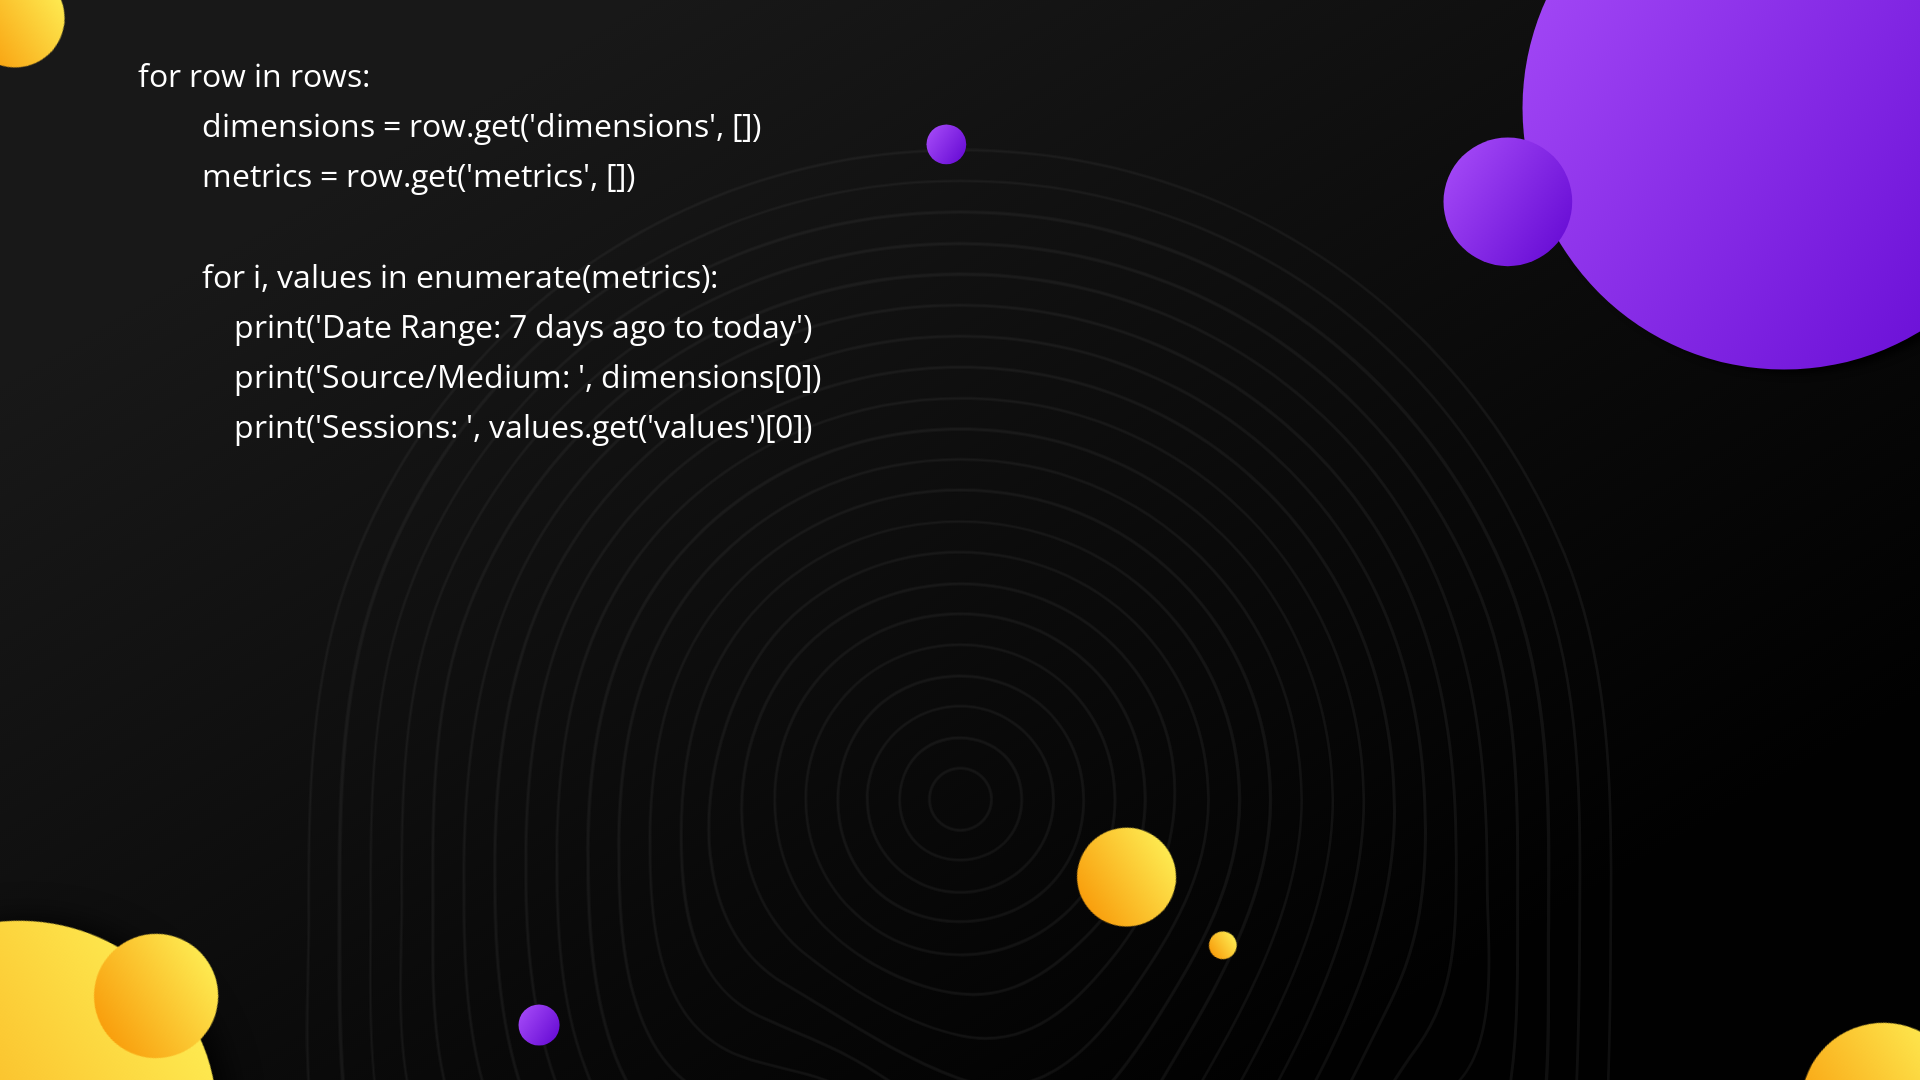 for row in rows:
dimensions = row.get('dimensions', [])
metrics = row.get('metrics', [])
for i, values in enumerate(metrics):
print('Date Range: 7 days ago to today')
print('Source/Medium: ', dimensions[0])
print('Sessions: ', values.get('values')[0])